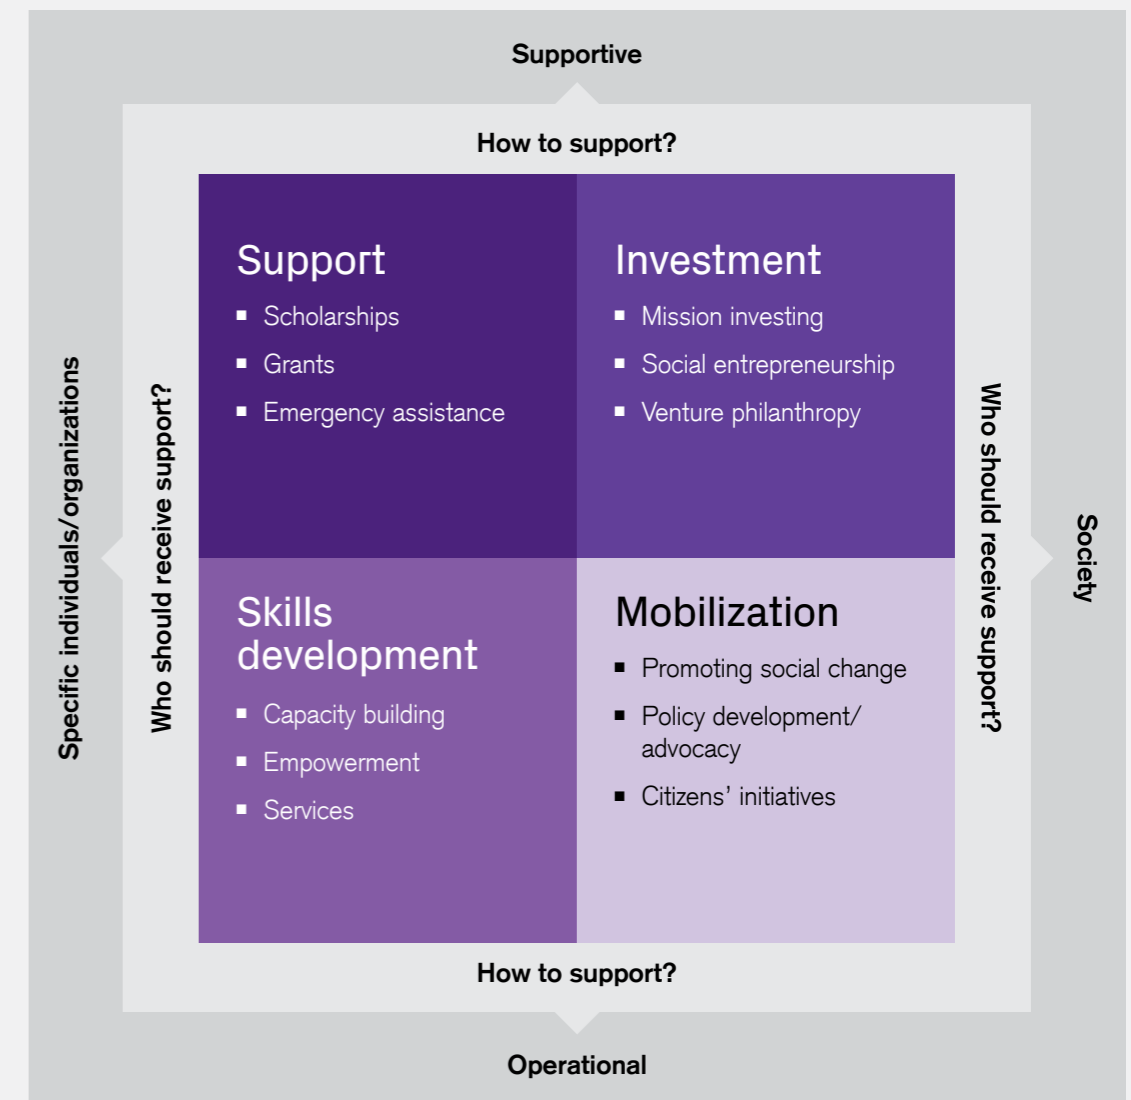 Supportive
How to support?
Specific individuals/organizations
Who should receive support?
Support
Scholarships
Grants
Emergency assistance
Investment
Mission investing
Social entrepreneurship
Venture philanthropy
Skills
development
Capacity building
Empowerment
Services
Mobilization
Promoting social change
Policy development/
advocacy
Citizens’ initiatives
Who should receive support?
Society
How to support?
Operational